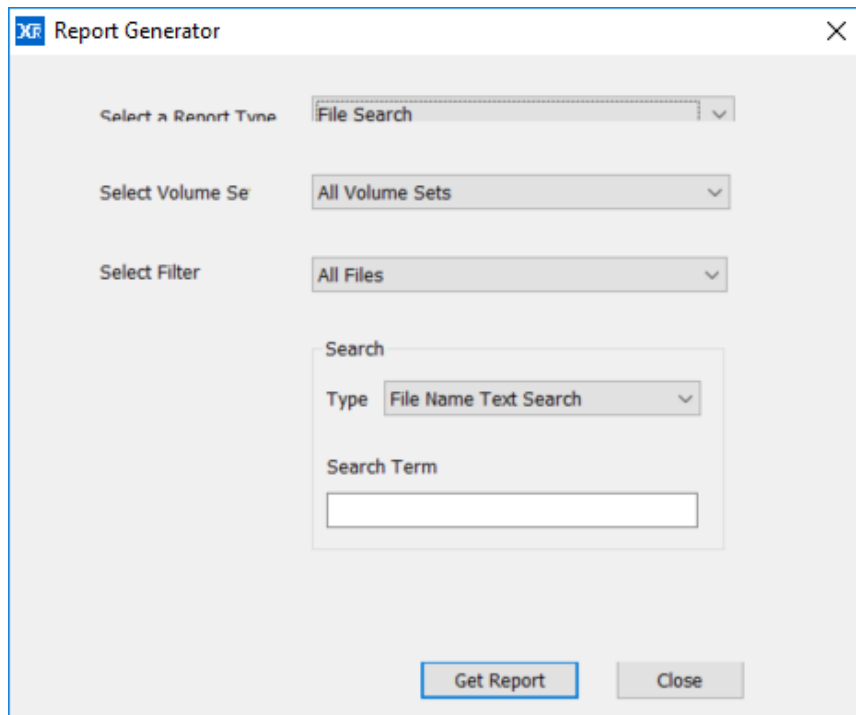 XR Report Generator
Select a Report Type File Search
Select Volume Se All Volume Sets
Select Filter All Files
Search
Type File Name Text Search
Search Term
Get Report Close